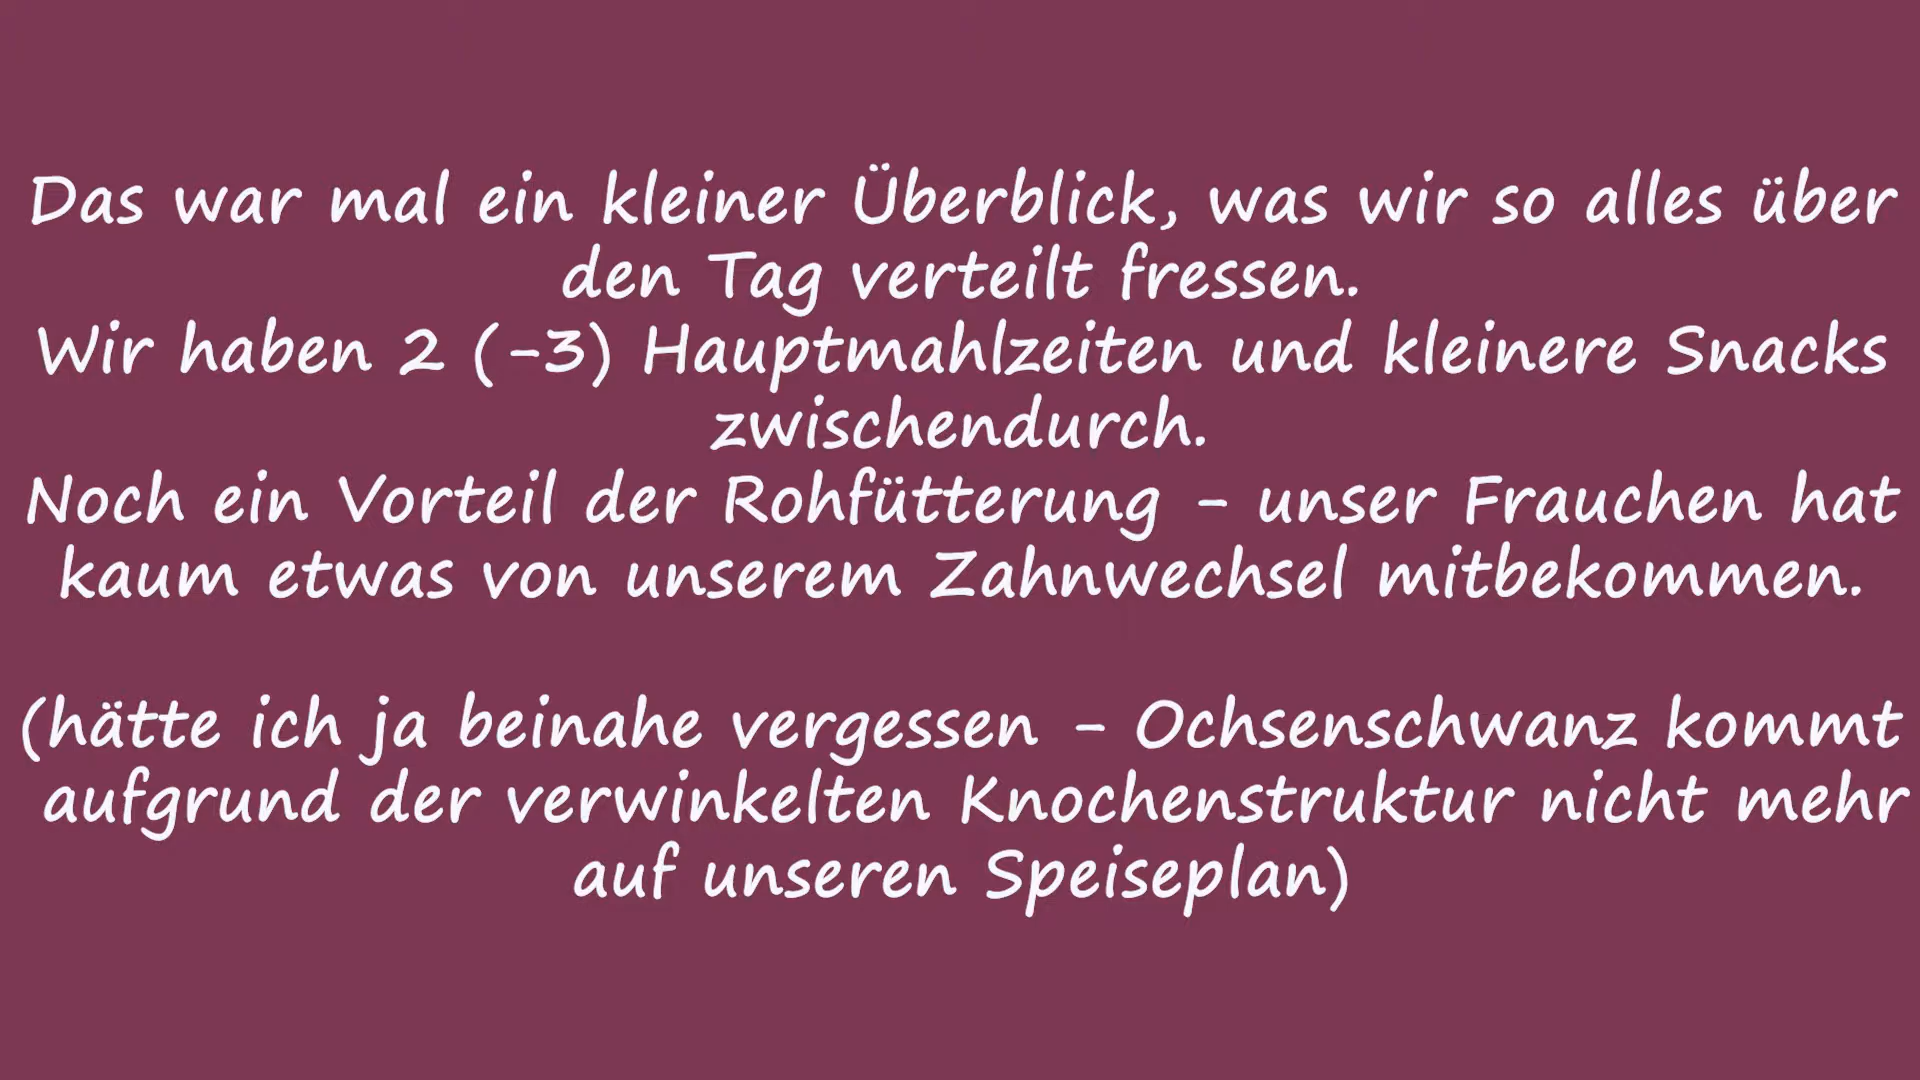 Das war mal ein kleiner Überblick, was wir so alles über
den Tag verteilt fressen.
Wir haben 2 (-3) Hauptmahlzeiten und kleinere Snacks
zwischendurch.
Noch ein Vorteil der Rohfütterung - unser Frauchen hat
kaum etwas von unserem Zahnwechsel mitbekommen.
(hätte ich ja beinahe vergessen - Ochsenschwanz kommt
aufgrund der verwinkelten Knochenstruktur nicht mehr
auf unseren Speiseplan)